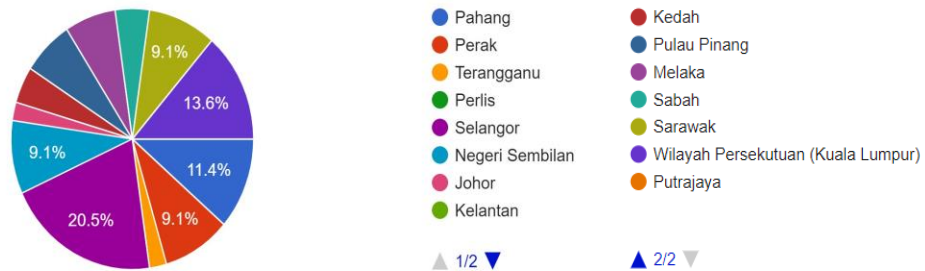 9.1%
13.6%
11.4%
9.1%
20.5%
9.1%
Pahang
Perak
Terangganu
Perlis
Selangor
Negeri Sembilan
Johor
Kelantan
1/2
Kedah
Pulau Pinang
Melaka
Sabah
Sarawak
Wilayah Persekutuan (Kuala Lumpur)
Putrajaya
2/2